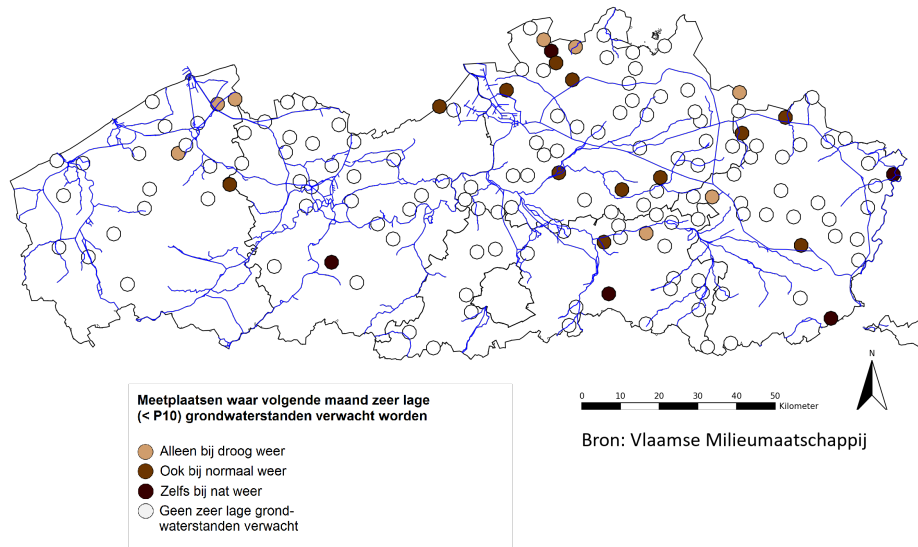 N
0 10 20 30 40 50
Kilometer
Bron: Vlaamse Milieumaatschappij
Meetplaatsen waar volgende maand zeer lage
(< P10) grondwaterstanden verwacht worden
Alleen bij droog weer
Ook bij normaal weer
Zelfs bij nat weer
Geen zeer lage grond-
waterstanden verwacht